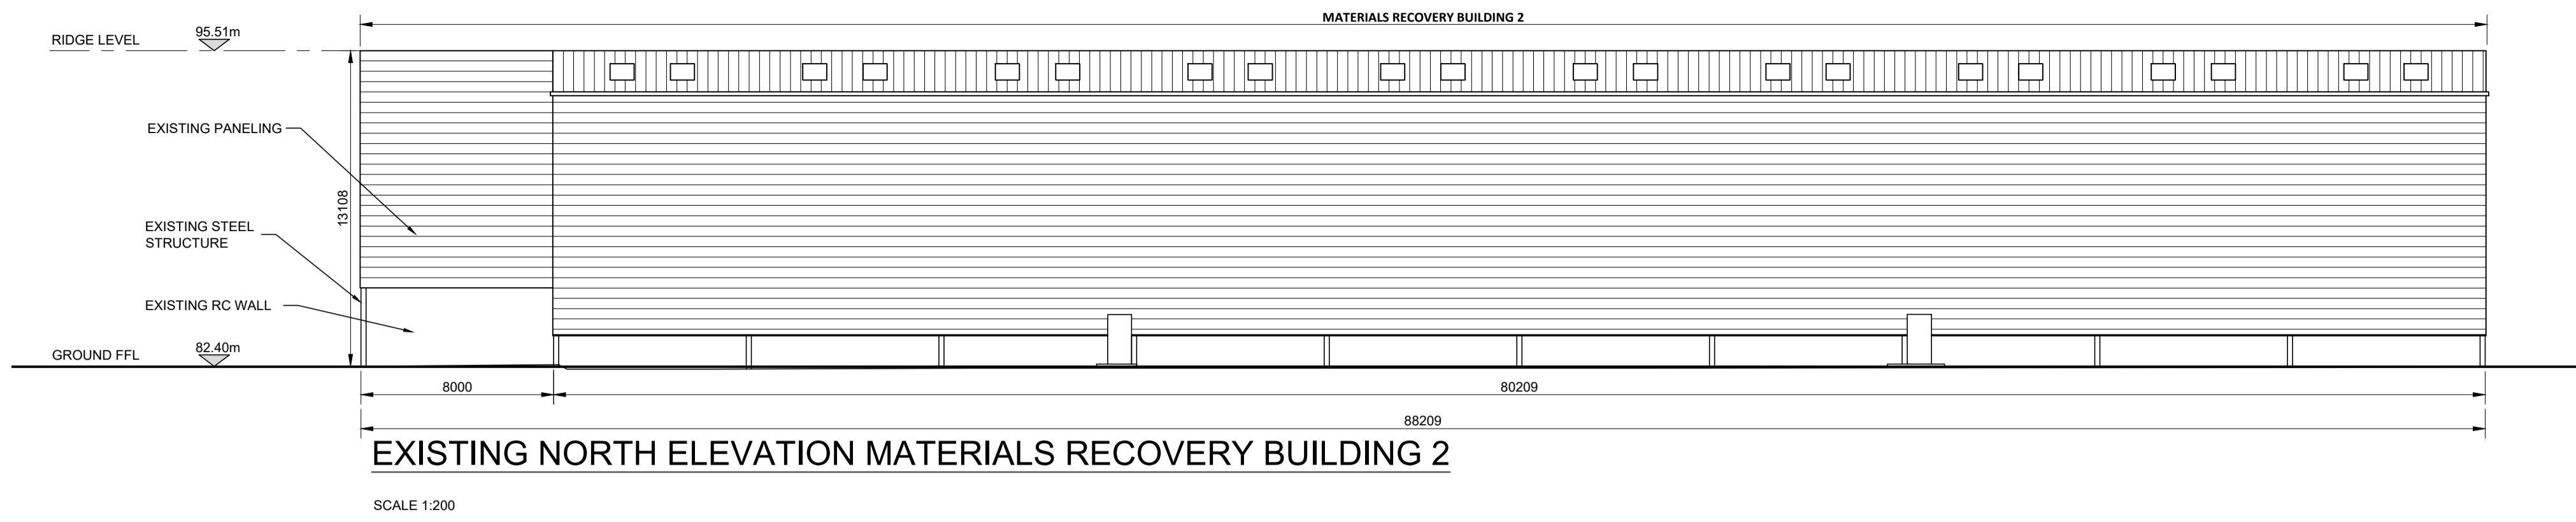 MATERIALS RECOVERY BUILDING 2
RIDGE LEVEL
95.51m
EXISTING PANELING
13108
EXISTING STEEL
STRUCTURE
EXISTING RC WALL
GROUND FFL
82.40m
8000
80209
88209
EXISTING NORTH ELEVATION MATERIALS RECOVERY BUILDING 2
SCALE 1:200